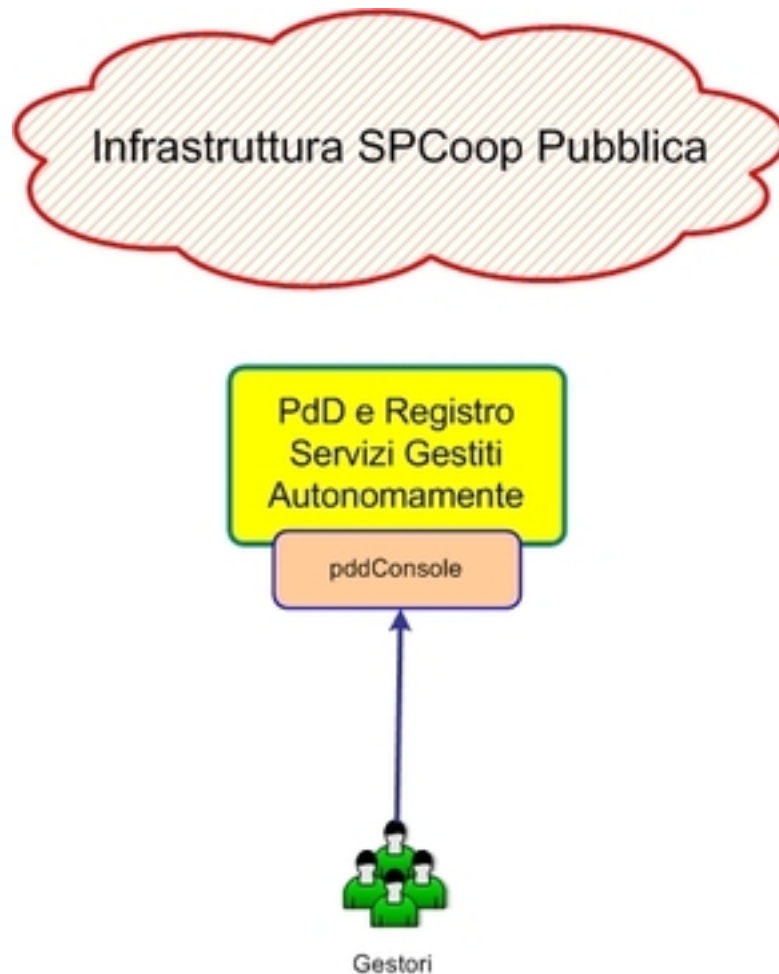 Infrastruttura SPCoop Pubblica
PdD e Registro
Servizi Gestiti
Autonomamente
pddConsole
Gestori